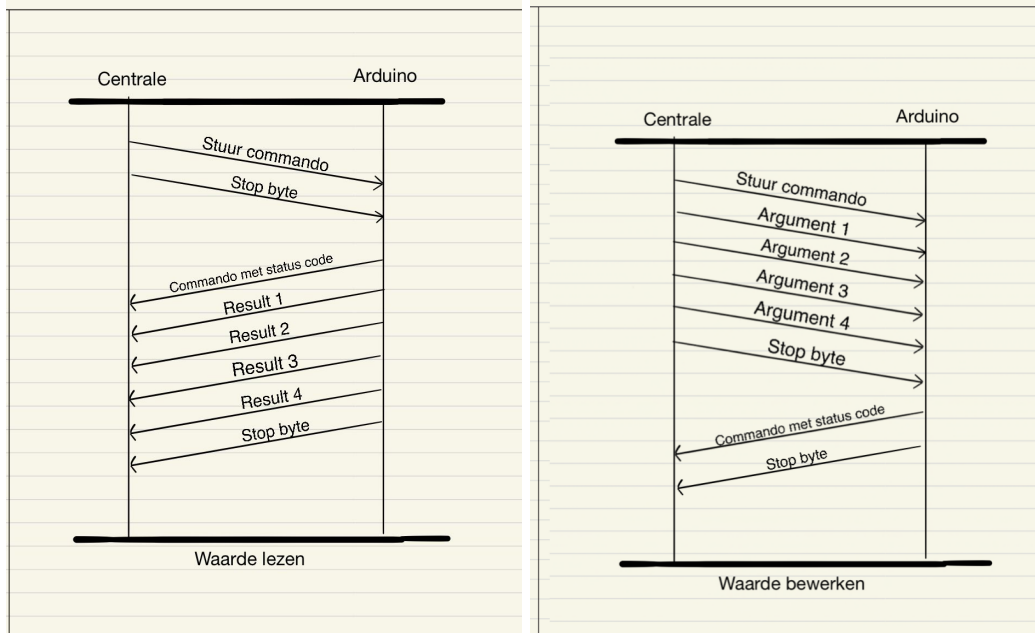 Centrale
Arduino
Stuur commando
Stop byte
Commando met status code
Result 1
Result 2
Result 3
Result 4
Stop byte
Waarde lezen
Centrale
Arduino
Stuur commando
Argument 1
Argument 2
Argument 3
Argument 4
Stop byte
Commando met status code
Stop byte
Waarde bewerken